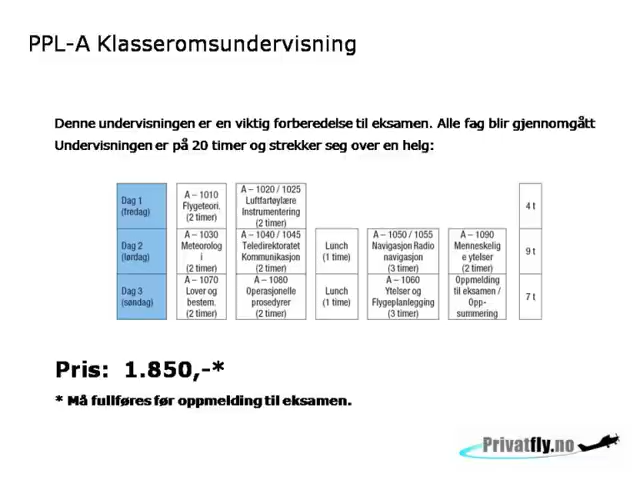 PPL-A Klasseromsundervisning
Denne undervisningen er en viktig forberedelse til eksamen. Alle fag blir gjennomgått
Undervisningen er på 20 timer og strekker seg over en helg:
Dag 1
(fredag)
A – 1010
Flygeteori.
(2 timer)
A – 1020 / 1025
Luftfartøylære
Instrumentering
(2 timer)
4 t
Dag 2
(lørdag)
A – 1030
Meteorolog
i
(2 timer)
A – 1040 / 1045
Teledirektoratet
Kommunikasjon
(2 timer)
Lunch
(1 time)
A – 1050 / 1055
Navigasjon Radio
navigasjon
(3 timer)
A – 1090
Menneskelig
e ytelser
(2 timer)
9 t
Dag 3
(søndag)
A – 1070
Lover og
bestem.
(2 timer)
A – 1080
Operasjonelle
prosedyrer
(2 timer)
Lunch
(1 time)
A – 1060
Ytelser og
Flygeplanlegging
(3 timer)
Oppmelding
til eksamen /
Opp-
summering
7 t
Pris: 1.850,-*
* Må fullføres før oppmelding til eksamen.
Privatfly.no